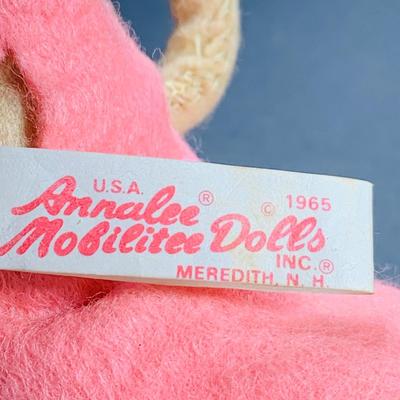 U.S.A.
Annalee ® © 1965
Mobilitee Dolls
INC.®
MEREDITH, N. H.